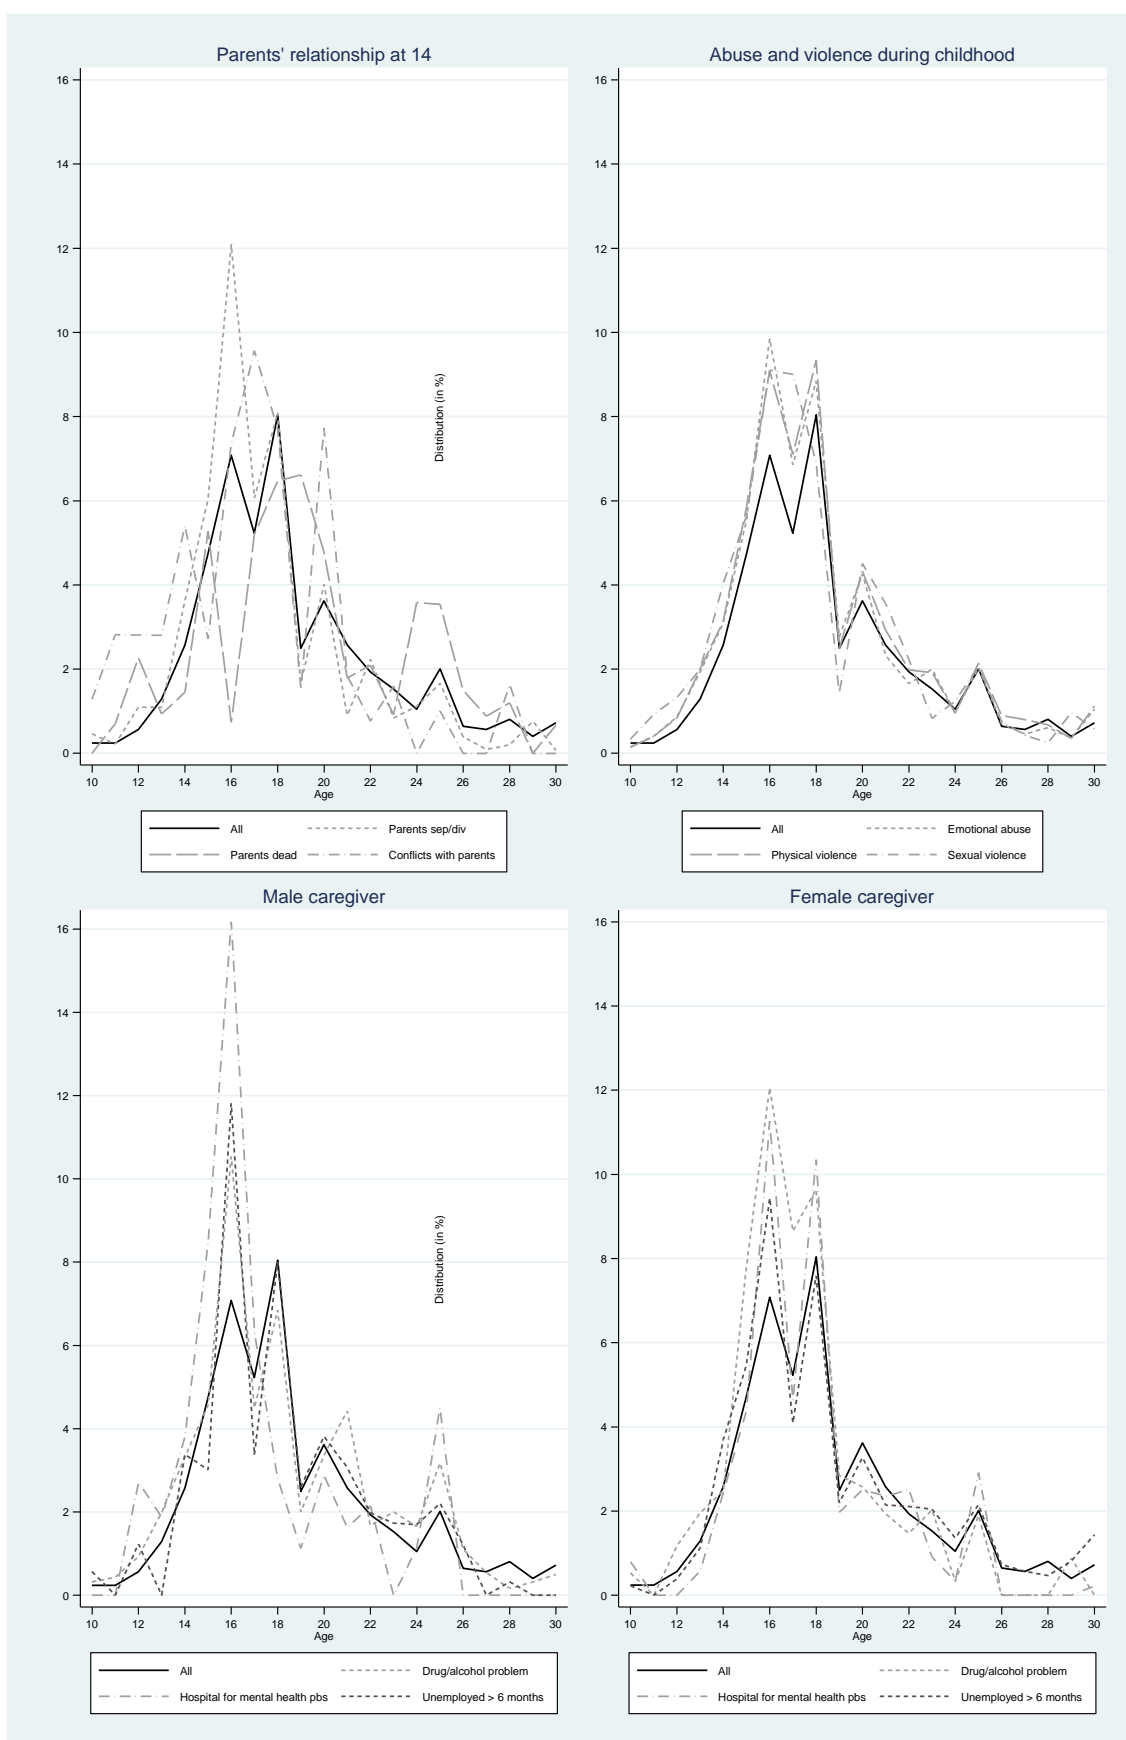 Parents' relationship at 14
16
14
12
10
8
6
4
2
0
Distribution (in %)
10 12 14 16 18 20 22 24 26 28 30
Age
All Parents sep/div
Parents dead Conflicts with parents
Abuse and violence during childhood
16
14
12
10
8
6
4
2
0
10 12 14 16 18 20 22 24 26 28 30
Age
All Emotional abuse
Physical violence Sexual violence
Male caregiver
16
14
12
10
8
6
4
2
0
Distribution (in %)
10 12 14 16 18 20 22 24 26 28 30
Age
All Drug/alcohol problem
Hospital for mental health pbs Unemployed > 6 months
Female caregiver
16
14
12
10
8
6
4
2
0
10 12 14 16 18 20 22 24 26 28 30
Age
All Drug/alcohol problem
Hospital for mental health pbs Unemployed > 6 months